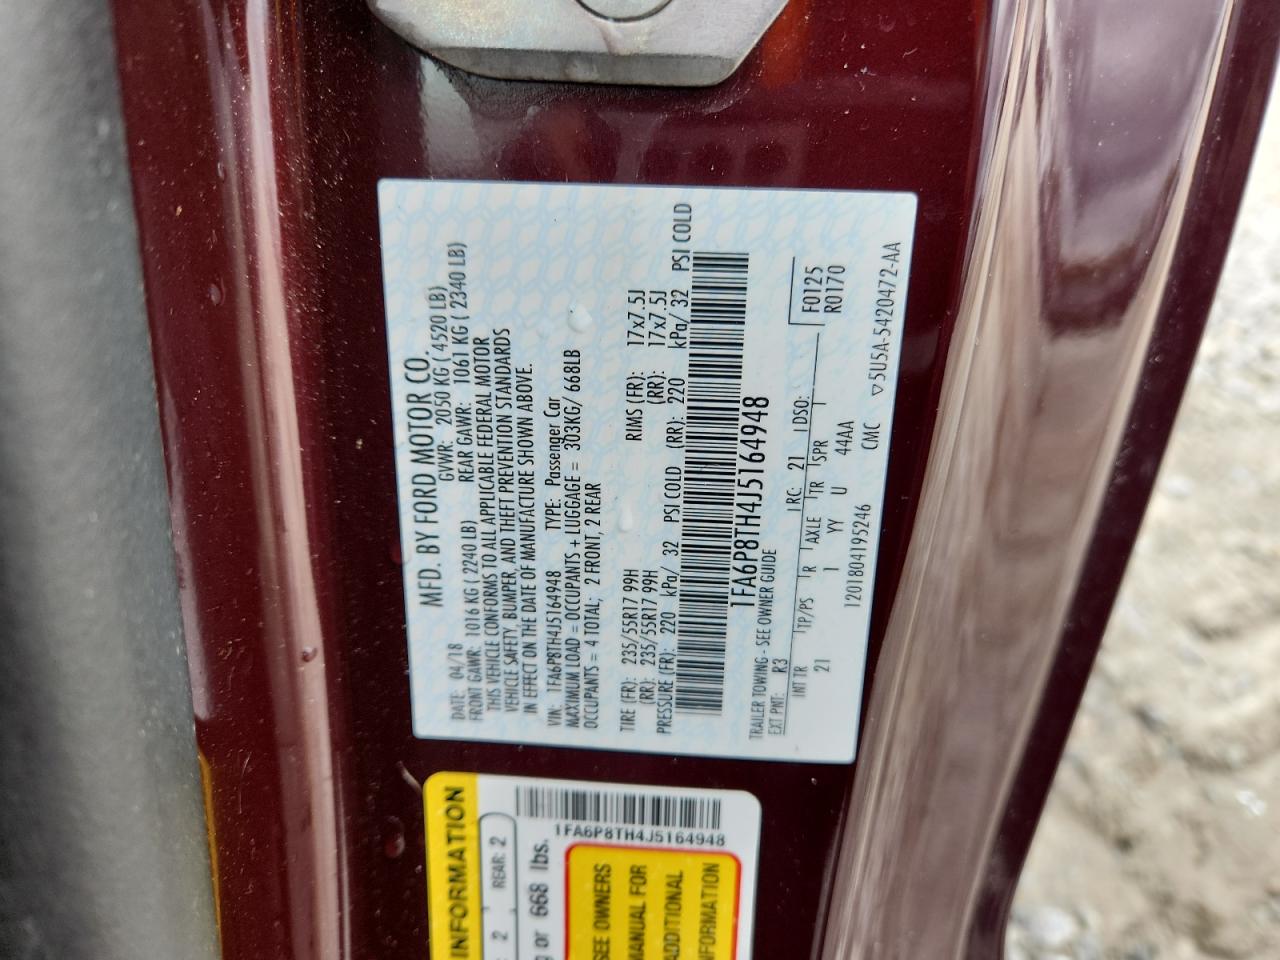 MFD. BY FORD MOTOR CO.
DATE: 04/18 GVWR: 2050 KG ( 4520 LB)
FRONT GAWR: 1016 KG ( 2240 LB) REAR GAWR: 1061 KG ( 2340 LB)
THIS VEHICLE CONFORMS TO ALL APPLICABLE FEDERAL MOTOR
VEHICLE SAFETY, BUMPER, AND THEFT PREVENTION STANDARDS
IN EFFECT ON THE DATE OF MANUFACTURE SHOWN ABOVE.
VIN: 1FA6P8TH4J5164948 TYPE: Passenger Car
MAXIMUM LOAD = OCCUPANTS + LUGGAGE = 303KG/ 668LB
OCCUPANTS = 4 TOTAL; 2 FRONT, 2 REAR
TIRE (FR): 235/55R17 99H RIMS (FR): 17x7.5J
(RR): 235/55R17 99H (RR): 17x7.5J
PRESSURE (FR): 220 kPa/ 32 PSI COLD (RR): 220 kPa/ 32 PSI COLD
1FA6P8TH4J5164948
TRAILER TOWING - SEE OWNER GUIDE
EXT PNT: R3 RC: 21 DSO: F0125
R0170
INT TR TP/PS R AXLE TR SPR
21 1 YY U 44AA
1201804195246 CMC ▽5U5A-5420472-AA
INFORMATION
2 REAR: 2
or 668 lbs.
1FA6P8TH4J5164948
SEE OWNERS
MANUAL FOR
ADDITIONAL
INFORMATION